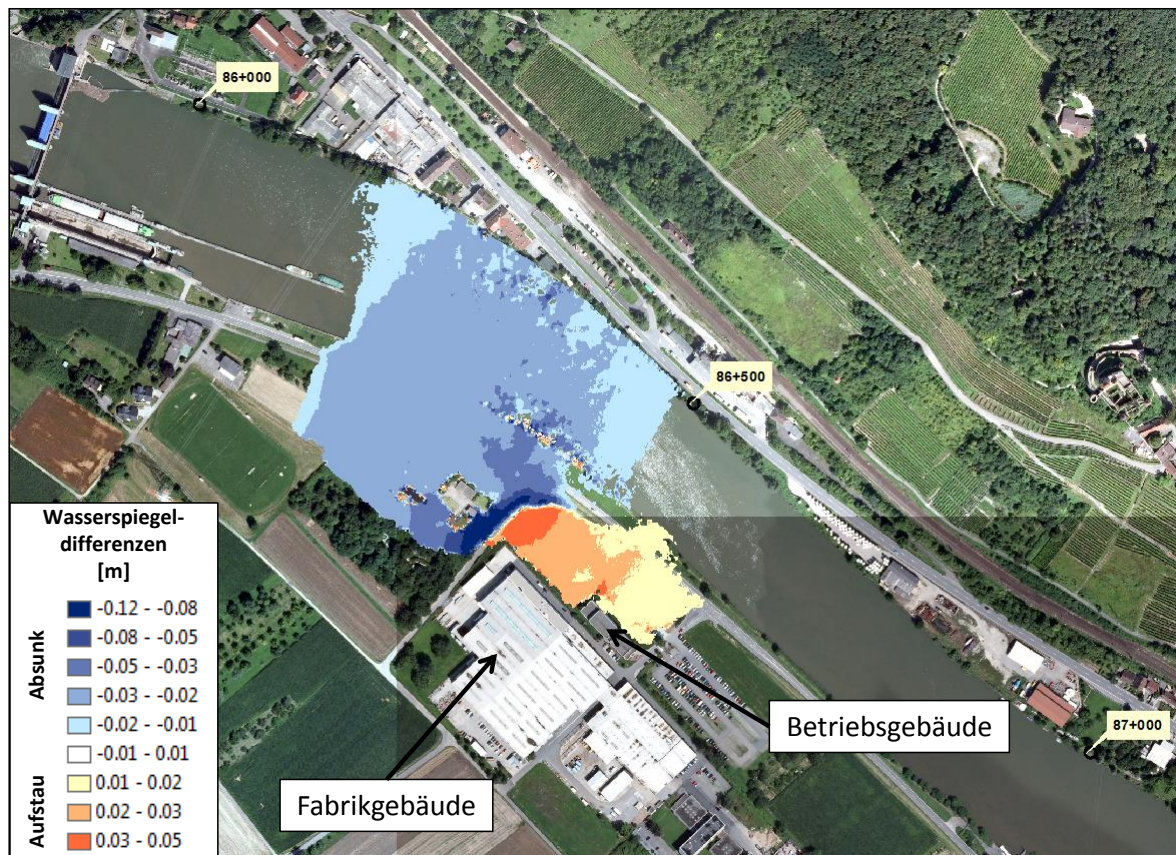 86+000
86+500
87+000
Betriebsgebäude
Fabrikgebäude
Wasserspiegel-
differenzen
[m]
Absunk
-0.12 - -0.08
-0.08 - -0.05
-0.05 - -0.03
-0.03 - -0.02
-0.02 - -0.01
-0.01 - 0.01
Aufstau
0.01 - 0.02
0.02 - 0.03
0.03 - 0.05